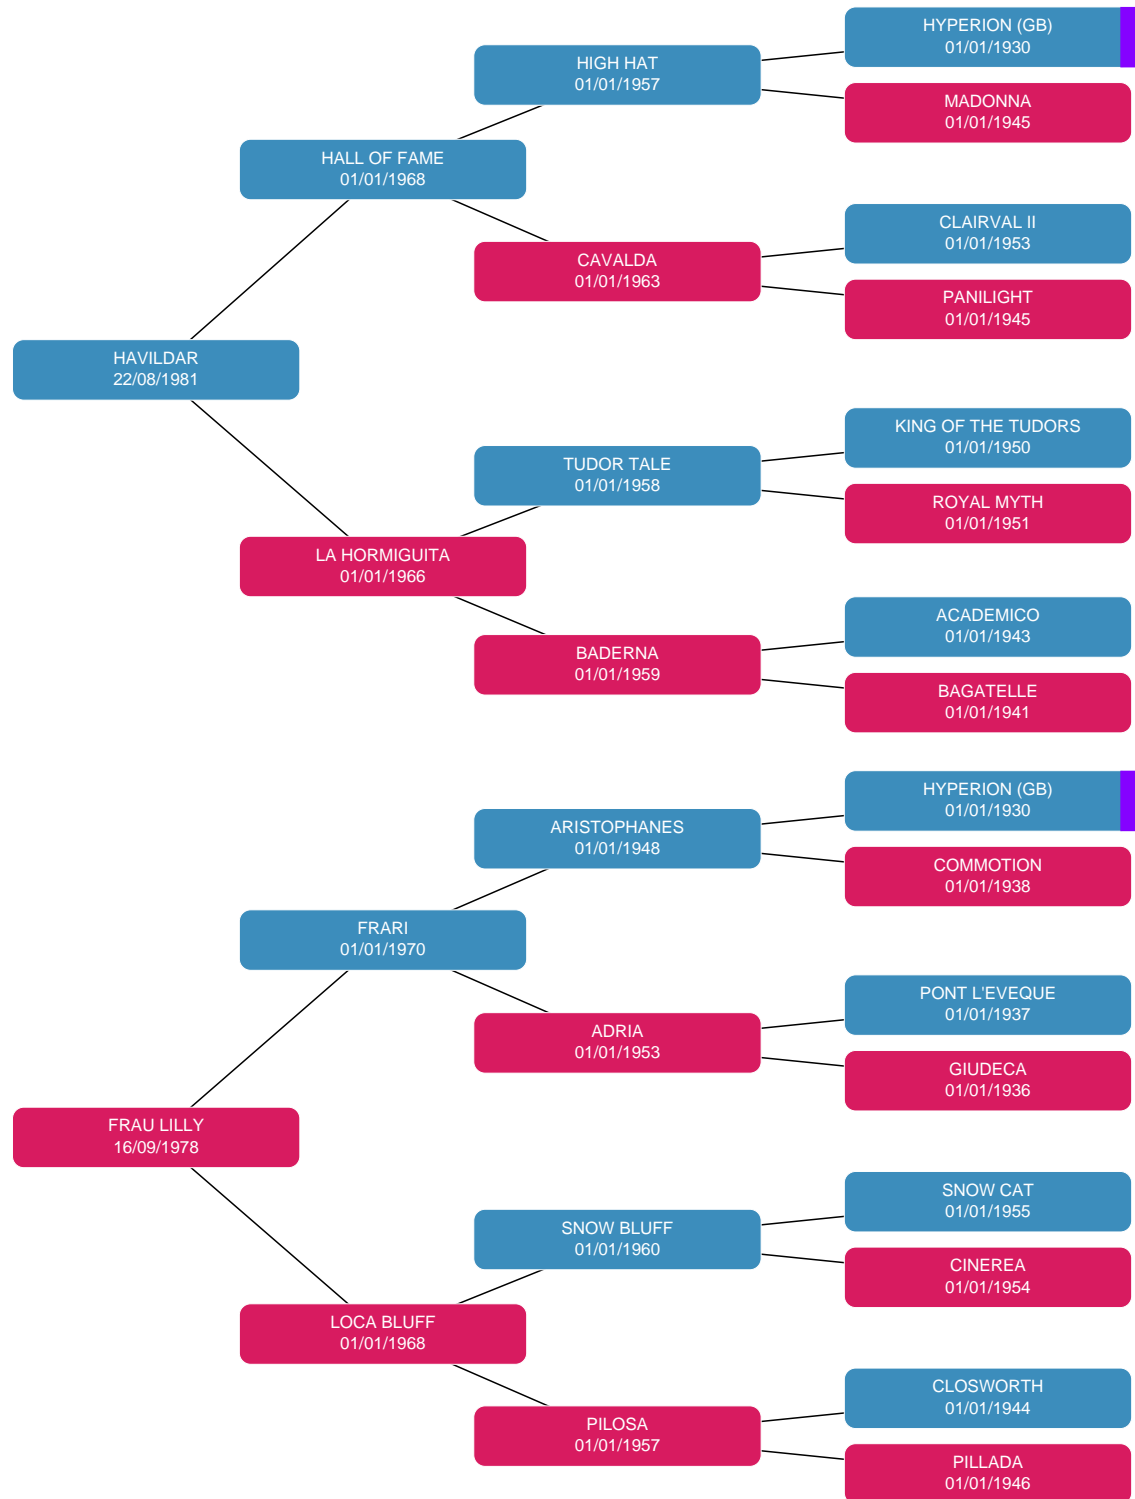 HYPERION (GB)
01/01/1930
HIGH HAT
01/01/1957
MADONNA
01/01/1945
HALL OF FAME
01/01/1968
CLAIRVAL II
01/01/1953
CAVALDA
01/01/1963
PANILIGHT
01/01/1945
HAVILDAR
22/08/1981
KING OF THE TUDORS
01/01/1950
TUDOR TALE
01/01/1958
ROYAL MYTH
01/01/1951
LA HORMIGUITA
01/01/1966
ACADEMICO
01/01/1943
BADERNA
01/01/1959
BAGATELLE
01/01/1941
HYPERION (GB)
01/01/1930
ARISTOPHANES
01/01/1948
COMMOTION
01/01/1938
FRARI
01/01/1970
PONT L'EVEQUE
01/01/1937
ADRIA
01/01/1953
GIUDECA
01/01/1936
FRAU LILLY
16/09/1978
SNOW CAT
01/01/1955
SNOW BLUFF
01/01/1960
CINEREA
01/01/1954
LOCA BLUFF
01/01/1968
CLOSWORTH
01/01/1944
PILOSA
01/01/1957
PILLADA
01/01/1946